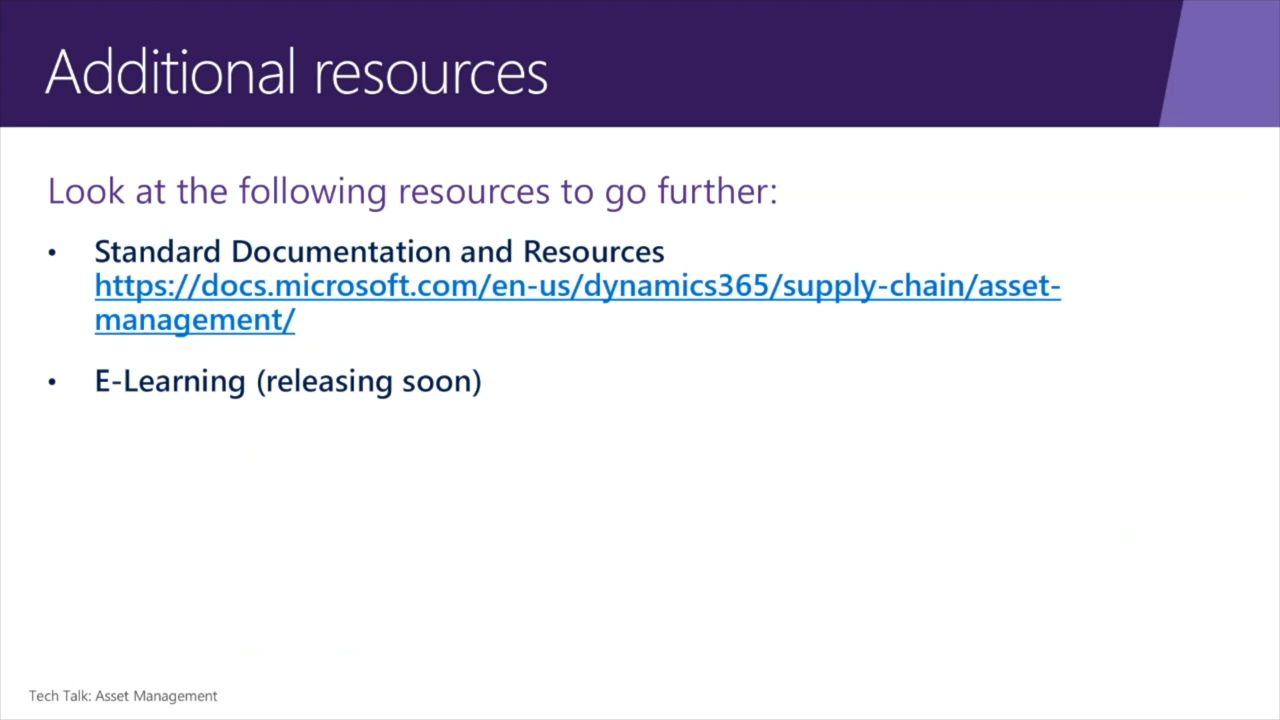 Additional resources
Look at the following resources to go further:
• Standard Documentation and Resources
https://docs.microsoft.com/en-us/dynamics365/supply-chain/asset-
management/
• E-Learning (releasing soon)
Tech Talk: Asset Management